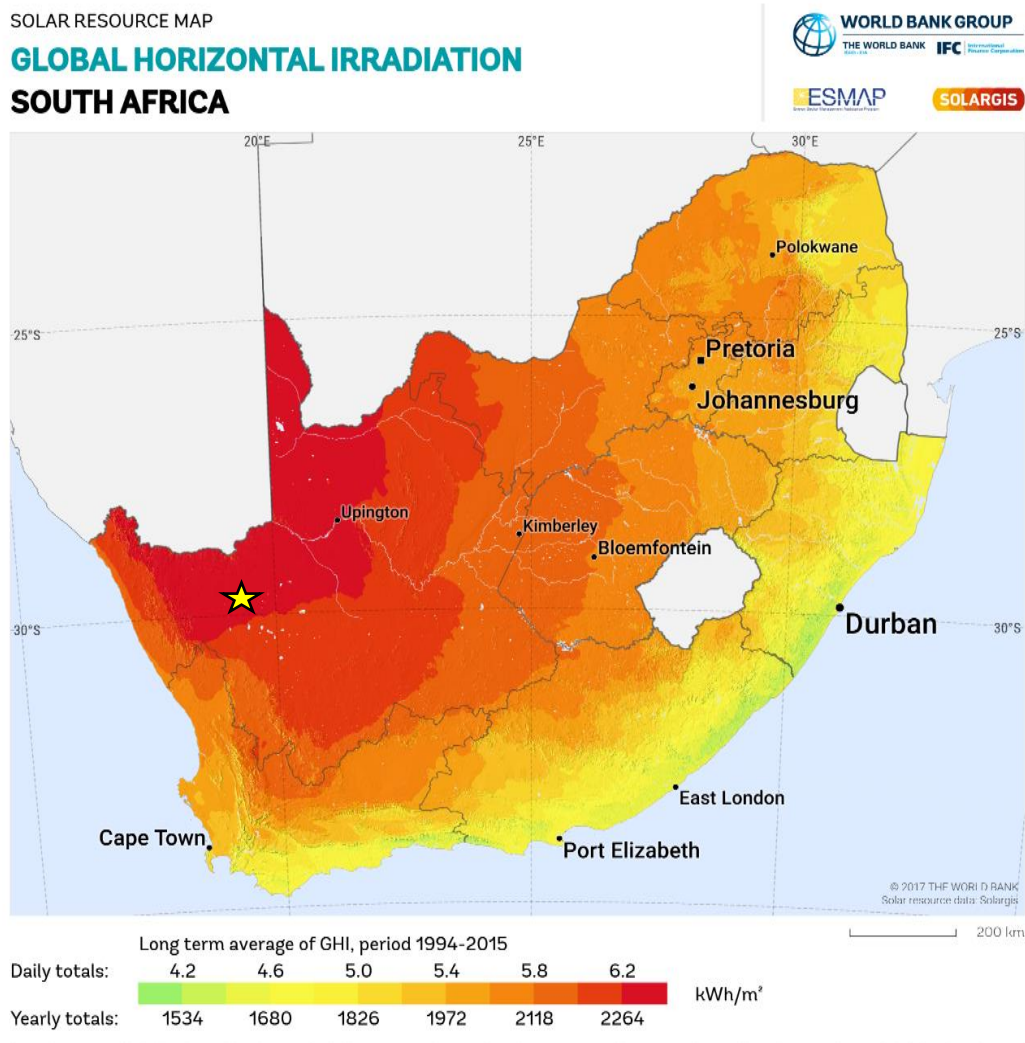 SOLAR RESOURCE MAP
GLOBAL HORIZONTAL IRRADIATION
SOUTH AFRICA
WORLD BANK GROUP
THE WORLD BANK
IFC International Finance Corporation
ESMAP
SOLARGIS
20°E
25°E
30°E
Polokwane
25°S
25°S
Pretoria
Johannesburg
Upington
Kimberley
Bloemfontein
30°S
Durban
30°S
East London
Cape Town
Port Elizabeth
© 2017 THE WORLD BANK
Solar resource data: Solargis
200 km
Long term average of GHI, period 1994-2015
Daily totals: 4.2 4.6 5.0 5.4 5.8 6.2
kWh/m²
Yearly totals: 1534 1680 1826 1972 2118 2264